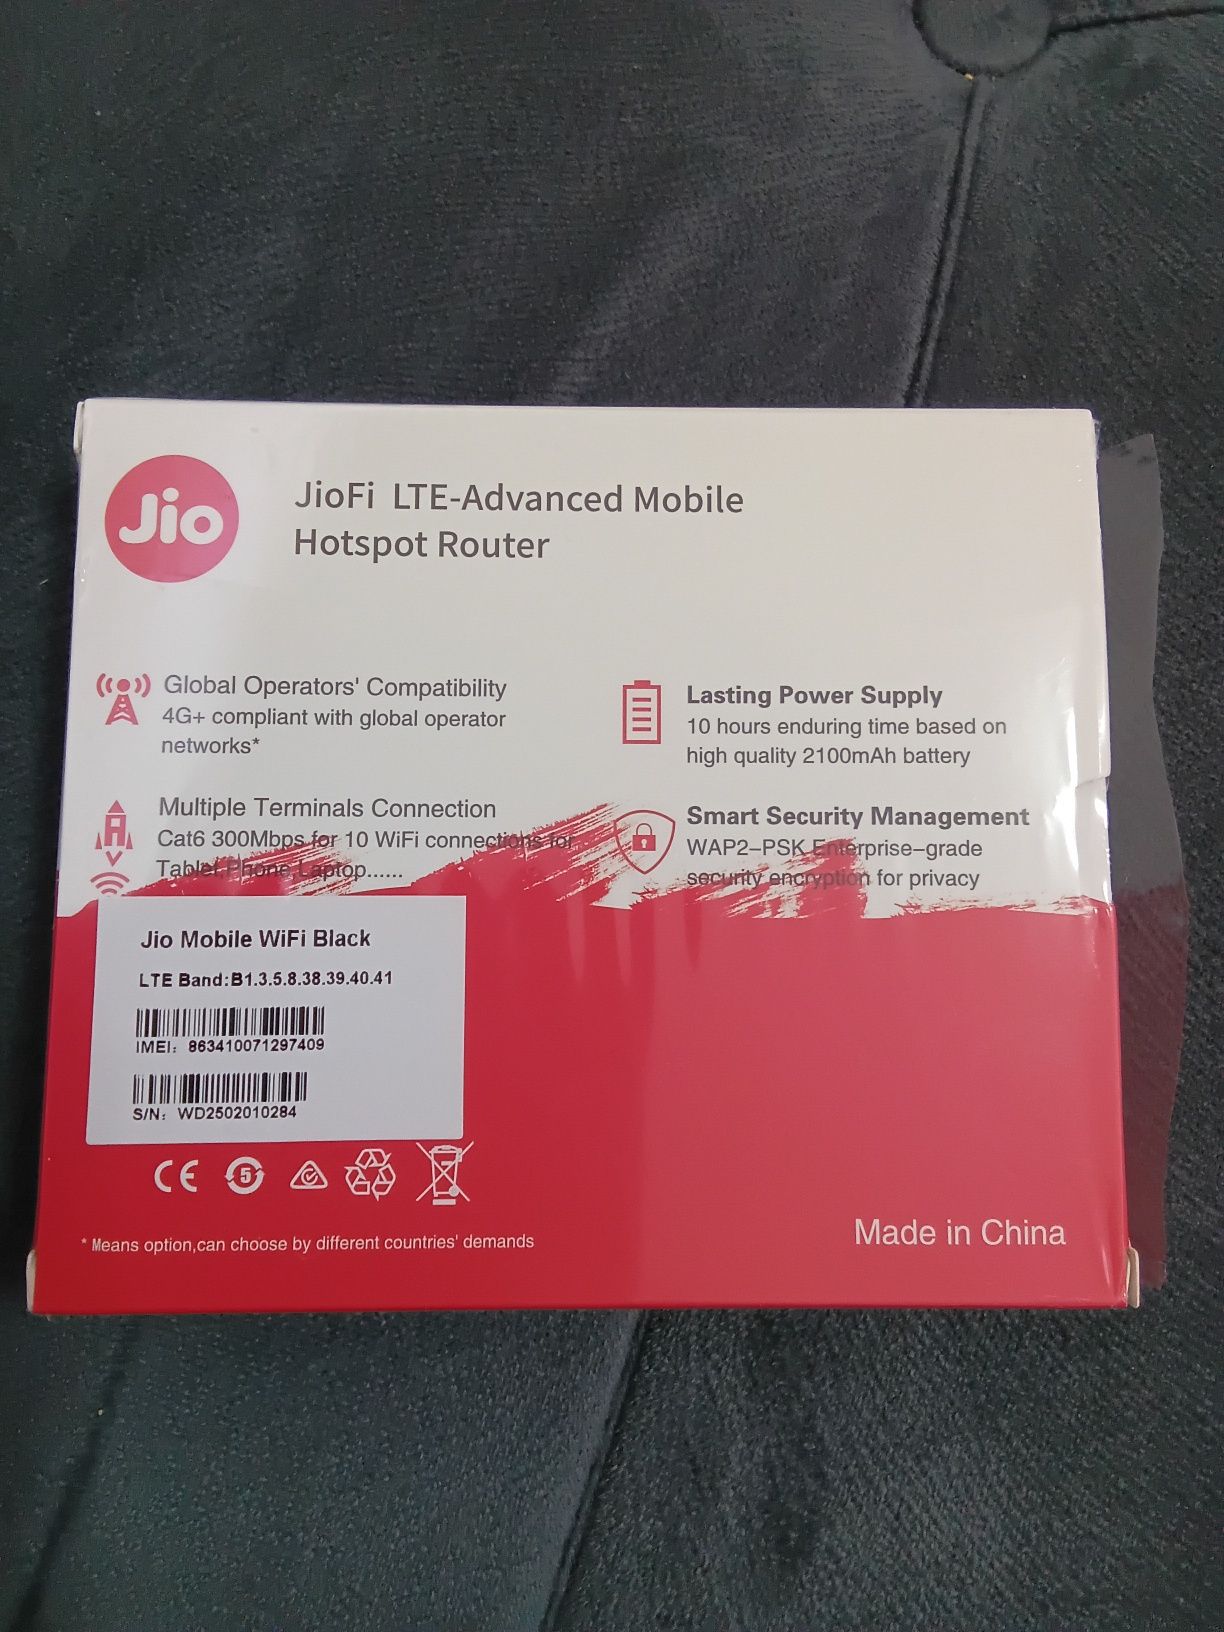 Jio
JioFi LTE-Advanced Mobile
Hotspot Router
Global Operators' Compatibility
4G+ compliant with global operator
networks*
Multiple Terminals Connection
Cat6 300Mbps for 10 WiFi connections for
Tablet,Phone,Laptop......
Lasting Power Supply
10 hours enduring time based on
high quality 2100mAh battery
Smart Security Management
WAP2-PSK Enterprise-grade
security encryption for privacy
Jio Mobile WiFi Black
LTE Band:B1.3.5.8.38.39.40.41
IMEI: 863410071297409
S/N: WD2502010284
CE
5
* Means option,can choose by different countries' demands
Made in China